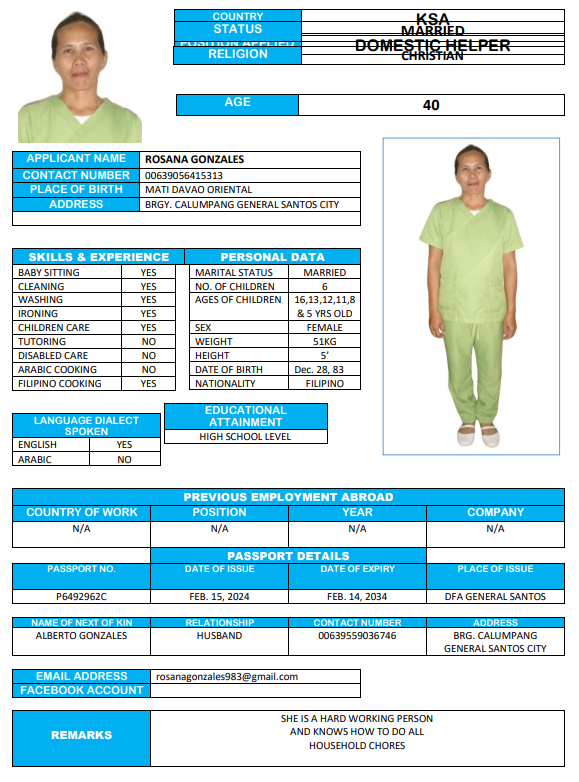 COUNTRY KSA
STATUS MARRIED
POSITION APPLIED DOMESTIC HELPER
RELIGION CHRISTIAN
AGE 40
APPLICANT NAME ROSANA GONZALES
CONTACT NUMBER 00639056415313
PLACE OF BIRTH MATI DAVAO ORIENTAL
ADDRESS BRGY. CALUMPANG GENERAL SANTOS CITY
SKILLS & EXPERIENCE
BABY SITTING YES
CLEANING YES
WASHING YES
IRONING YES
CHILDREN CARE YES
TUTORING NO
DISABLED CARE NO
ARABIC COOKING NO
FILIPINO COOKING YES
PERSONAL DATA
MARITAL STATUS MARRIED
NO. OF CHILDREN 6
AGES OF CHILDREN 16,13,12,11,8
& 5 YRS OLD
SEX FEMALE
WEIGHT 51KG
HEIGHT 5'
DATE OF BIRTH Dec. 28, 83
NATIONALITY FILIPINO
LANGUAGE DIALECT
SPOKEN
ENGLISH YES
ARABIC NO
EDUCATIONAL
ATTAINMENT
HIGH SCHOOL LEVEL
PREVIOUS EMPLOYMENT ABROAD
COUNTRY OF WORK POSITION YEAR COMPANY
N/A N/A N/A N/A
PASSPORT DETAILS
PASSPORT NO. DATE OF ISSUE DATE OF EXPIRY PLACE OF ISSUE
P6492962C FEB. 15, 2024 FEB. 14, 2034 DFA GENERAL SANTOS
NAME OF NEXT OF KIN RELATIONSHIP CONTACT NUMBER ADDRESS
ALBERTO GONZALES HUSBAND 00639559036746 BRG. CALUMPANG
GENERAL SANTOS CITY
EMAIL ADDRESS rosanagonzales983@gmail.com
FACEBOOK ACCOUNT
REMARKS
SHE IS A HARD WORKING PERSON
AND KNOWS HOW TO DO ALL
HOUSEHOLD CHORES